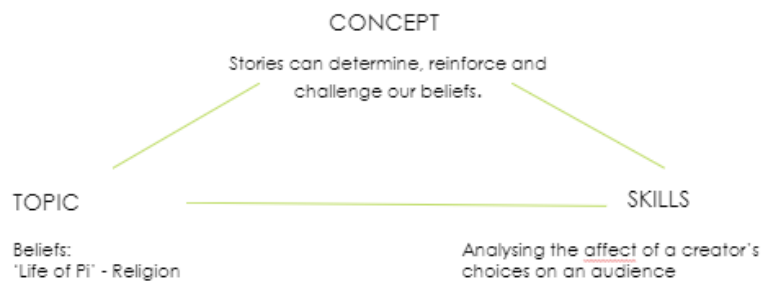 CONCEPT
Stories can determine, reinforce and
challenge our beliefs.
TOPIC
SKILLS
Beliefs:
'Life of Pi' - Religion
Analysing the affect of a creator's
choices on an audience